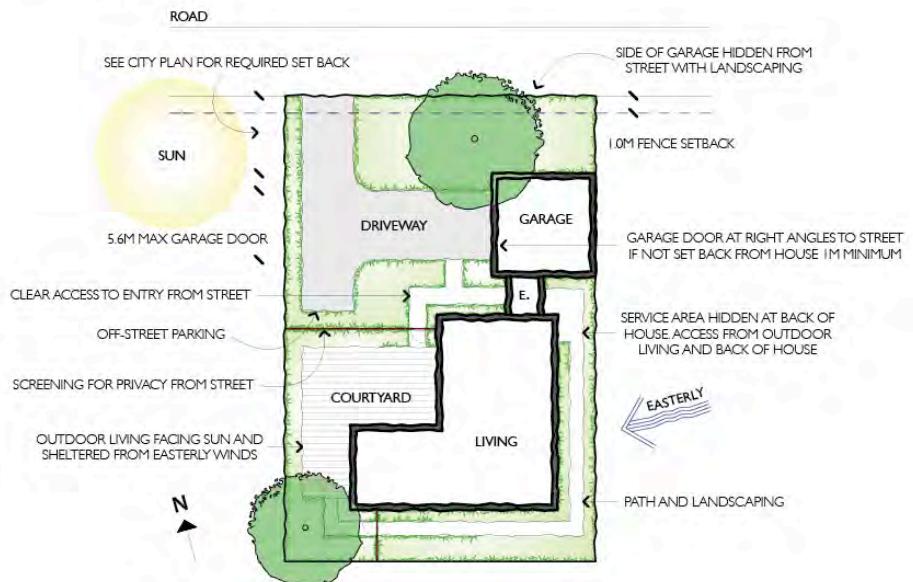 ROAD
SEE CITY PLAN FOR REQUIRED SET BACK
SIDE OF GARAGE HIDDEN FROM
STREET WITH LANDSCAPING
SUN
1.0M FENCE SETBACK
5.6M MAX GARAGE DOOR
DRIVEWAY
GARAGE
GARAGE DOOR AT RIGHT ANGLES TO STREET
IF NOT SET BACK FROM HOUSE 1M MINIMUM
CLEAR ACCESS TO ENTRY FROM STREET
E.
OFF-STREET PARKING
SERVICE AREA HIDDEN AT BACK OF
HOUSE. ACCESS FROM OUTDOOR
LIVING AND BACK OF HOUSE
SCREENING FOR PRIVACY FROM STREET
COURTYARD
EASTERLY
OUTDOOR LIVING FACING SUN AND
SHELTERED FROM EASTERLY WINDS
LIVING
N
PATH AND LANDSCAPING